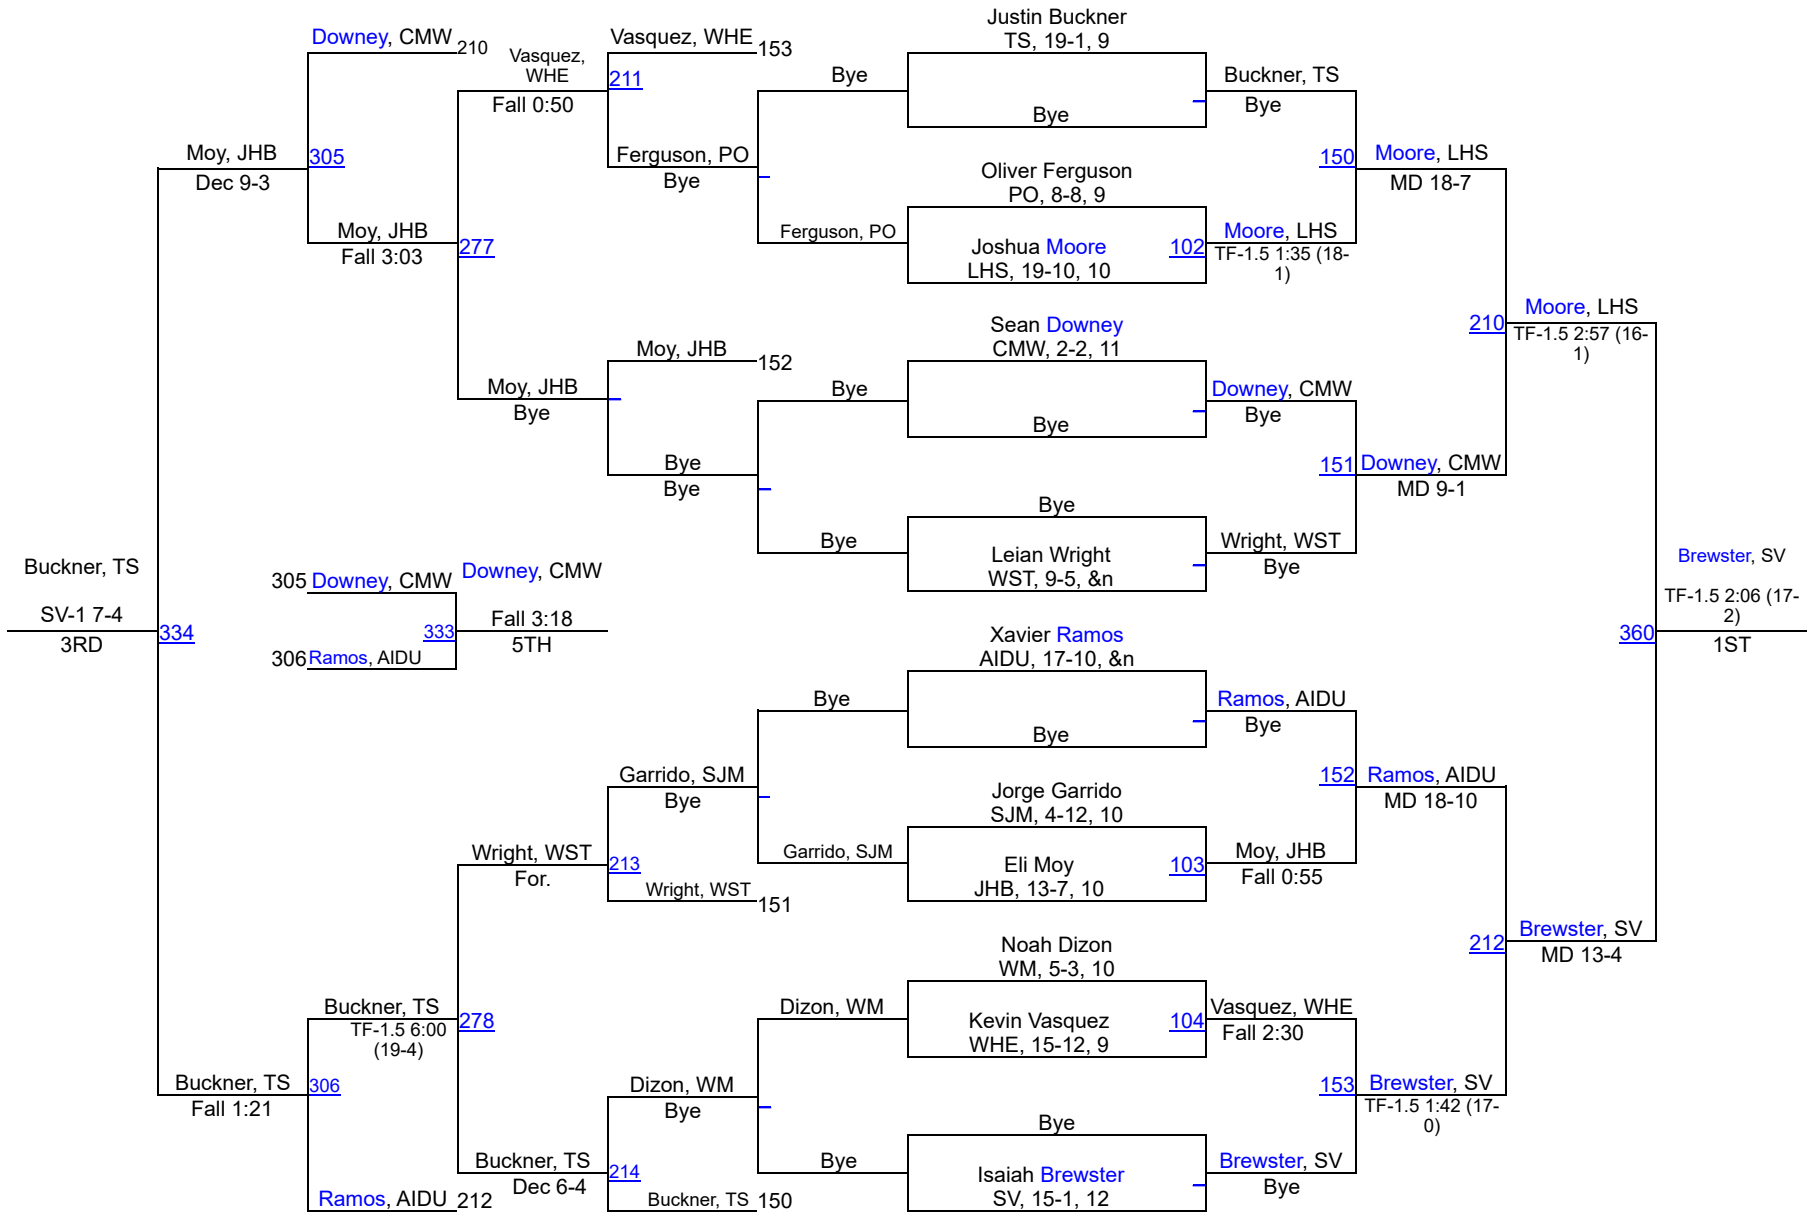 Justin Buckner
TS, 19-1, 9
Downey, CMW 210
Vasquez,
WHE
Fall 0:50
Vasquez, WHE 153
211
Bye
Bye
Buckner, TS
Bye
Moy, JHB
Dec 9-3
305
Ferguson, PO
Bye
Oliver Ferguson
PO, 8-8, 9
150
Moore, LHS
MD 18-7
Moy, JHB
Fall 3:03
277
Ferguson, PO
Joshua Moore
LHS, 19-10, 10
102
Moore, LHS
TF-1.5 1:35 (18-
1)
Sean Downey
CMW, 2-2, 11
210
Moore, LHS
TF-1.5 2:57 (16-
1)
Moy, JHB
152
Moy, JHB
Bye
Bye
Bye
Downey, CMW
Bye
Bye
Bye
151
Downey, CMW
MD 9-1
Bye
Bye
Leian Wright
WST, 9-5, &n
Wright, WST
Bye
Buckner, TS
SV-1 7-4
3RD
334
305 Downey, CMW
Downey, CMW
333
Fall 3:18
5TH
306 Ramos, AIDU
Brewster, SV
TF-1.5 2:06 (17-
2)
360
1ST
Xavier Ramos
AIDU, 17-10, &n
Bye
Bye
Ramos, AIDU
Bye
Garrido, SJM
Bye
Jorge Garrido
SJM, 4-12, 10
152
Ramos, AIDU
MD 18-10
Wright, WST
For.
213
Garrido, SJM
Eli Moy
JHB, 13-7, 10
103
Moy, JHB
Fall 0:55
Wright, WST
151
Noah Dizon
WM, 5-3, 10
212
Brewster, SV
MD 13-4
Buckner, TS
TF-1.5 6:00
(19-4)
278
Dizon, WM
Kevin Vasquez
WHE, 15-12, 9
104
Vasquez, WHE
Fall 2:30
Buckner, TS
Fall 1:21
306
Dizon, WM
Bye
153
Brewster, SV
TF-1.5 1:42 (17-
0)
Bye
Buckner, TS
Dec 6-4
214
Bye
Isaiah Brewster
SV, 15-1, 12
Brewster, SV
Bye
Ramos, AIDU 212
Buckner, TS 150